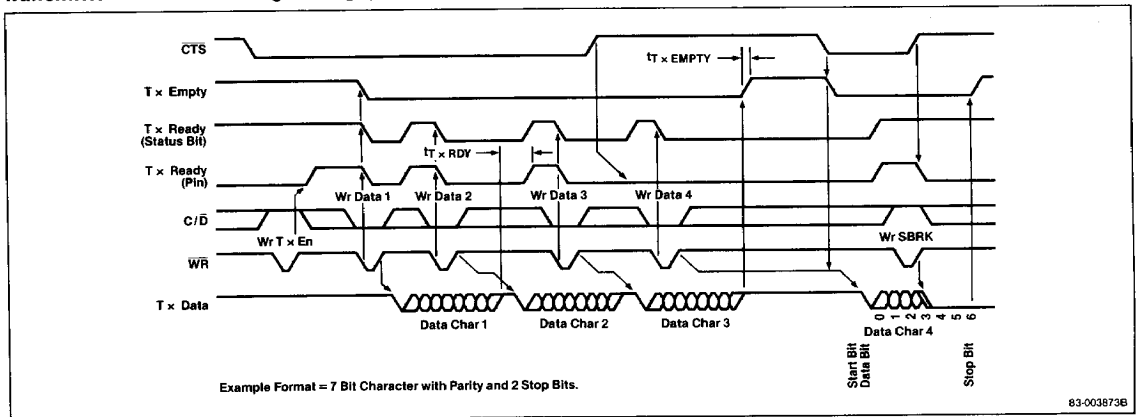 CTS
tT × EMPTY
T × Empty
T × Ready
(Status Bit)
tT × RDY
T × Ready
(Pin)
Wr Data 1
Wr Data 2
Wr Data 3
Wr Data 4
C/D
Wr T × En
Wr SBRK
WR
T × Data
Data Char 1
Data Char 2
Data Char 3
Data Char 4
0 1 2 3 4 5 6
Start Bit
Data Bit
Stop Bit
Example Format = 7 Bit Character with Parity and 2 Stop Bits.
83-003873B